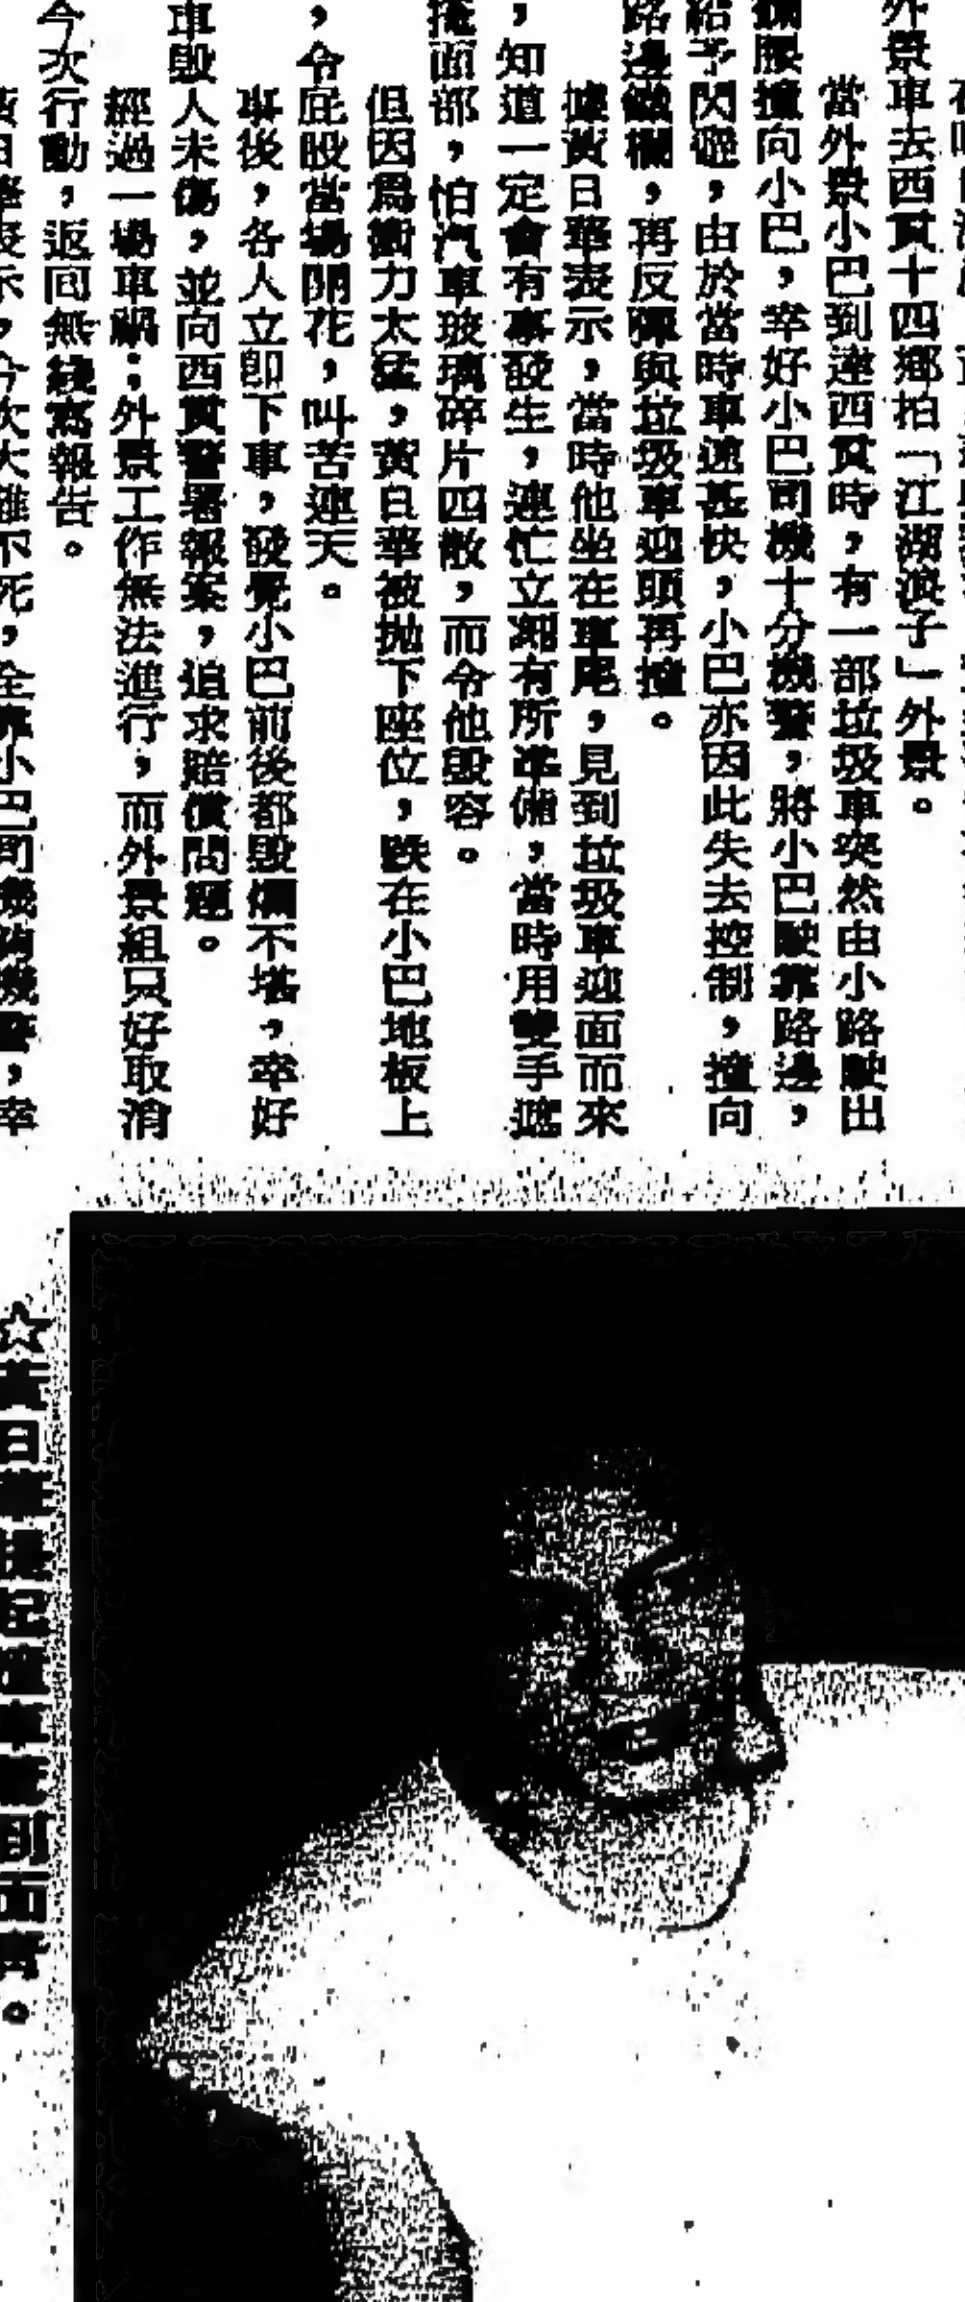 外景車去西貢十四鄉拍「江湖浪子」外景。
當外景小巴到達西貢時，有一部垃圾車突然由小路駛出
攔腰撞向小巴，幸好小巴司機十分機警，將小巴駛靠路邊，
給予閃避，由於當時車速甚快，小巴亦因此失去控制，撞向
路邊鐵欄，再反彈與垃圾車迎頭再撞。
據黃日華表示，當時他坐在車尾，見到垃圾車迎面而來
，知道一定會有事發生，連忙立刻有所準備，當時用雙手遮
掩面部，怕汽車玻璃碎片四散，而令他毀容。
但因爲衝力太猛，黃日華被拋下座位，跌在小巴地板上
，令屁股當場開花，叫苦連天。
事後，各人立即下車，發覺小巴前後都毀爛不堪，幸好
車毀人未傷，並向西貢警署報案，追求賠償問題。
經過一場車禍；外景工作無法進行，而外景組只好取消
今次行動，返回無綫寫報告。
黃日華表示，今次大難不死，全靠小巴司機的機警，幸
☆黃日華提起撞車事創面青。